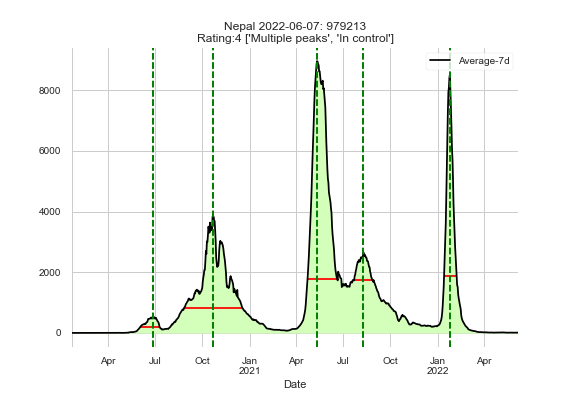 Nepal 2022-06-07: 979213
Rating:4 ['Multiple peaks', 'In control']
Average-7d
8000
6000
4000
2000
0
Apr Jul Oct Jan Apr Jul Oct Jan Apr
2021 2022
Date